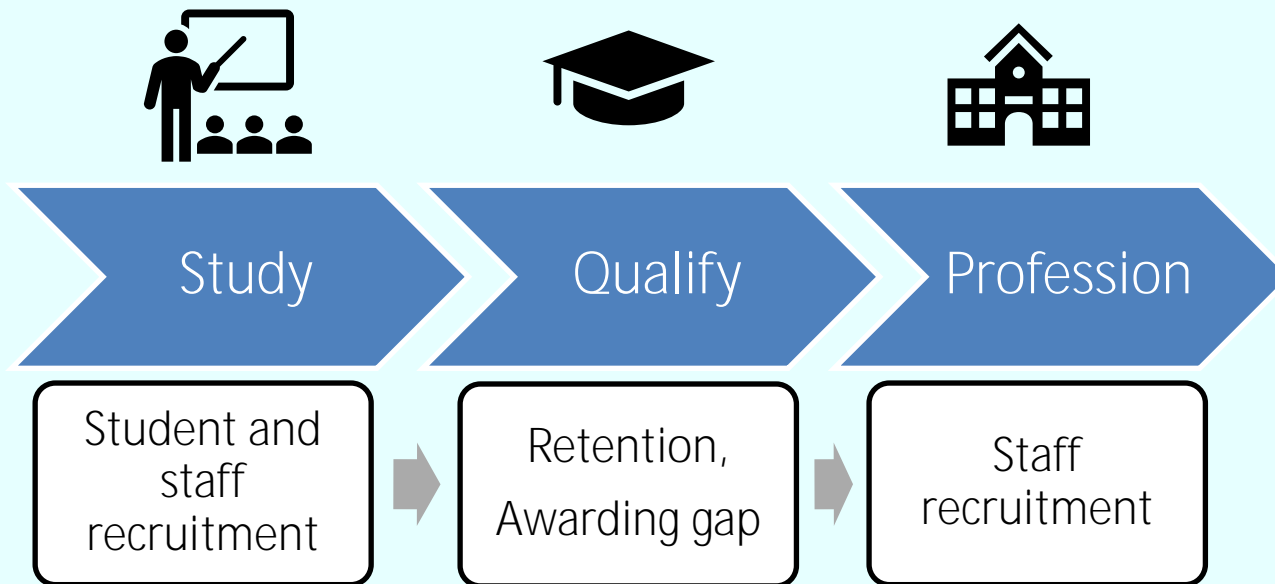 Study
Qualify
Profession
Student and
staff
recruitment
Retention,
Awarding gap
Staff
recruitment